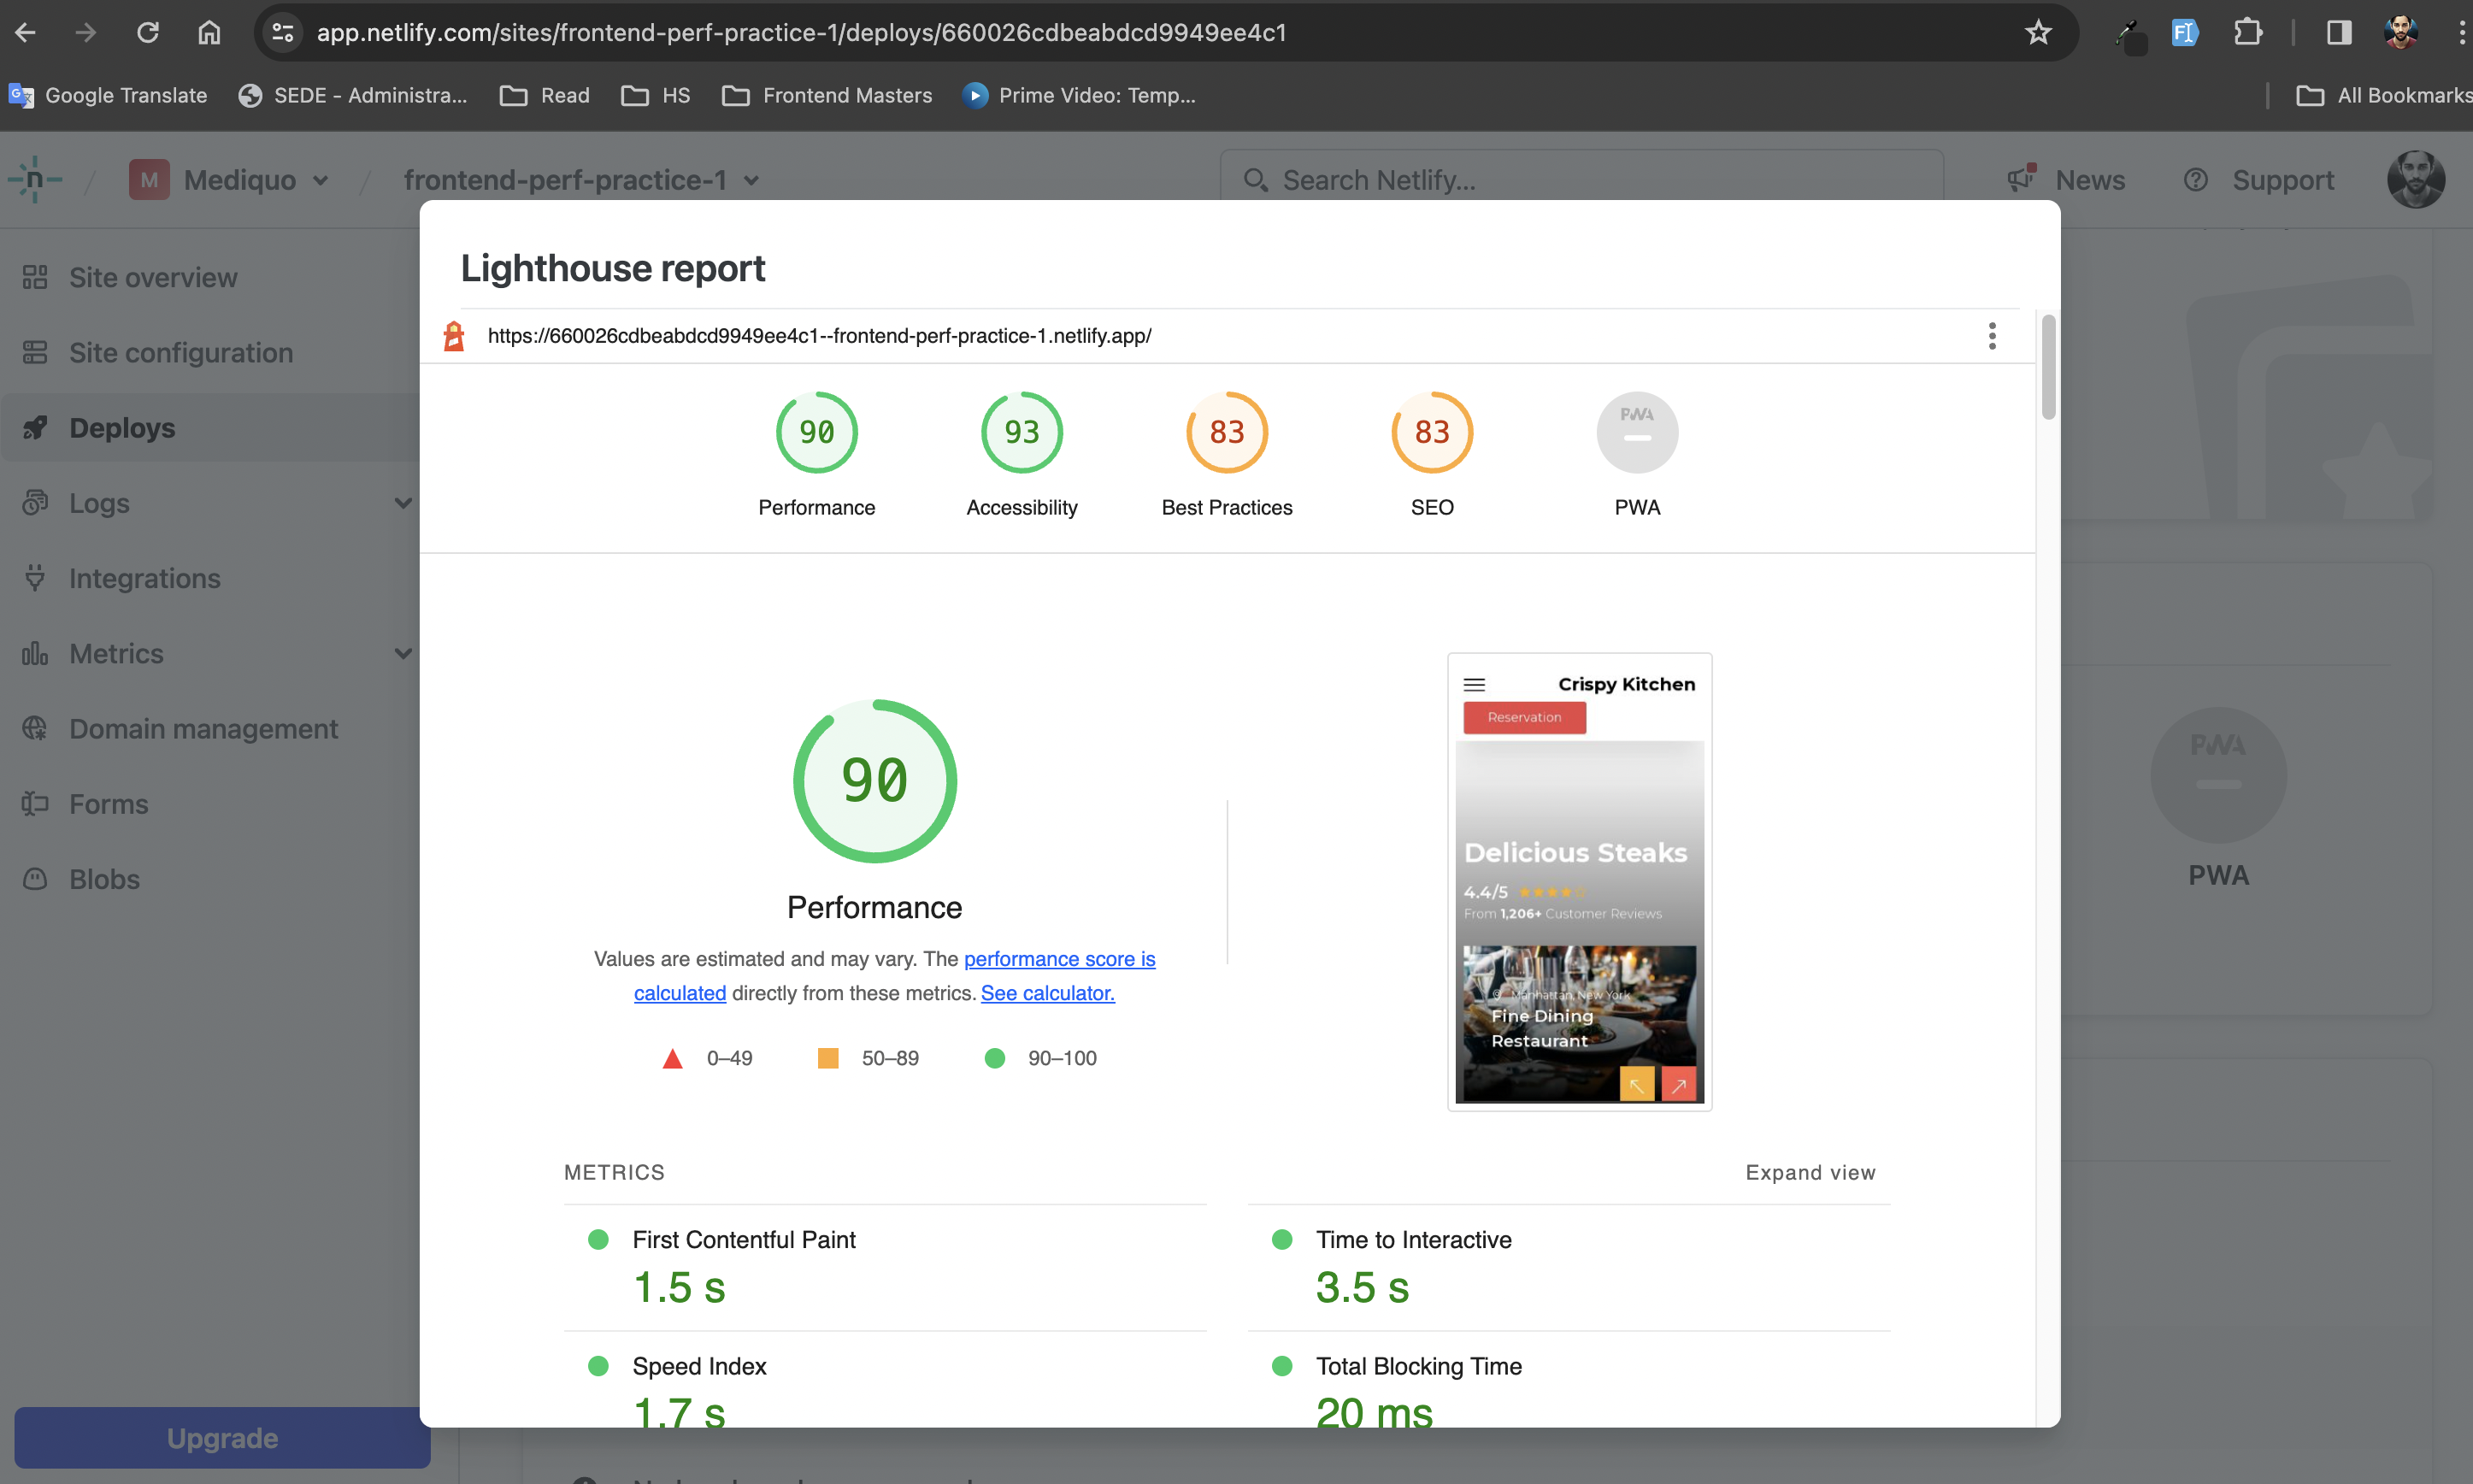 app.netlify.com/sites/frontend-perf-practice-1/deploys/660026cdbeabdcd9949ee4c1
Google Translate
SEDE - Administra...
Read
HS
Frontend Masters
Prime Video: Temp...
All Bookmarks
M
Mediquo
/
frontend-perf-practice-1
Search Netlify...
News
Support
Site overview
Site configuration
Deploys
Logs
Integrations
Metrics
Domain management
Forms
Blobs
Upgrade
Lighthouse report
https://660026cdbeabdcd9949ee4c1--frontend-perf-practice-1.netlify.app/
90
93
83
83
PWA
Performance
Accessibility
Best Practices
SEO
PWA
90
Performance
Values are estimated and may vary. The performance score is
calculated directly from these metrics. See calculator.
0–49
50–89
90–100
Crispy Kitchen
Reservation
Delicious Steaks
4.4/5
From 1,206+ Customer Reviews
Manhattan, New York
Fine Dining
Restaurant
PWA
PWA
METRICS
Expand view
First Contentful Paint
1.5 s
Time to Interactive
3.5 s
Speed Index
1.7 s
Total Blocking Time
20 ms